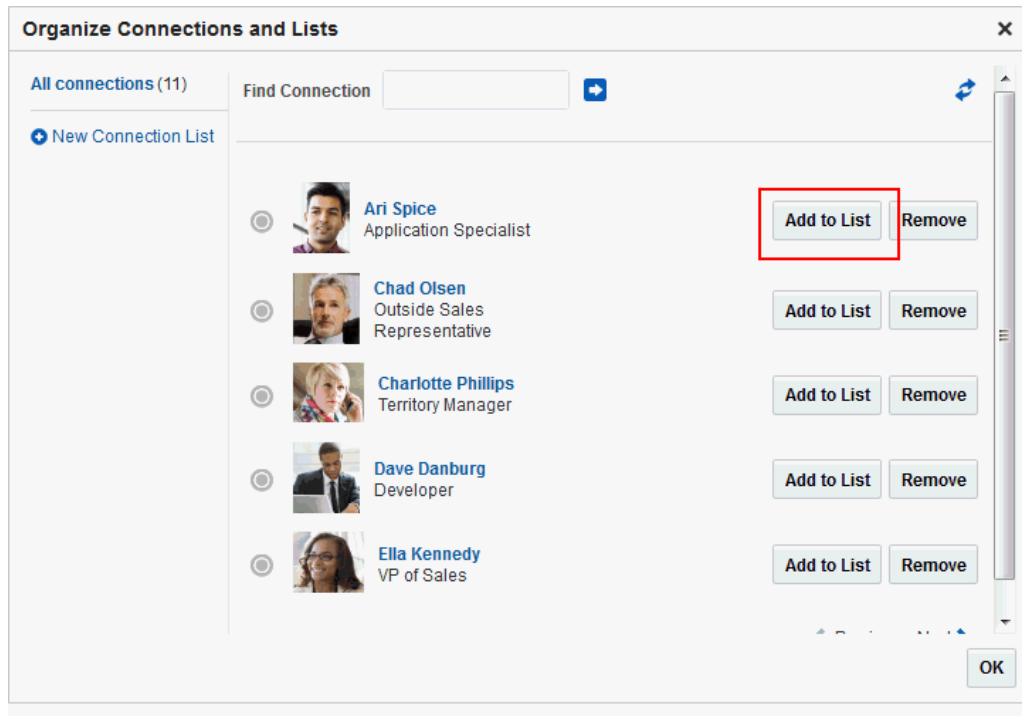 Organize Connections and Lists
All connections (11)
New Connection List
Find Connection
Ari Spice
Application Specialist
Add to List
Remove
Chad Olsen
Outside Sales
Representative
Add to List
Remove
Charlotte Phillips
Territory Manager
Add to List
Remove
Dave Danburg
Developer
Add to List
Remove
Ella Kennedy
VP of Sales
Add to List
Remove
OK